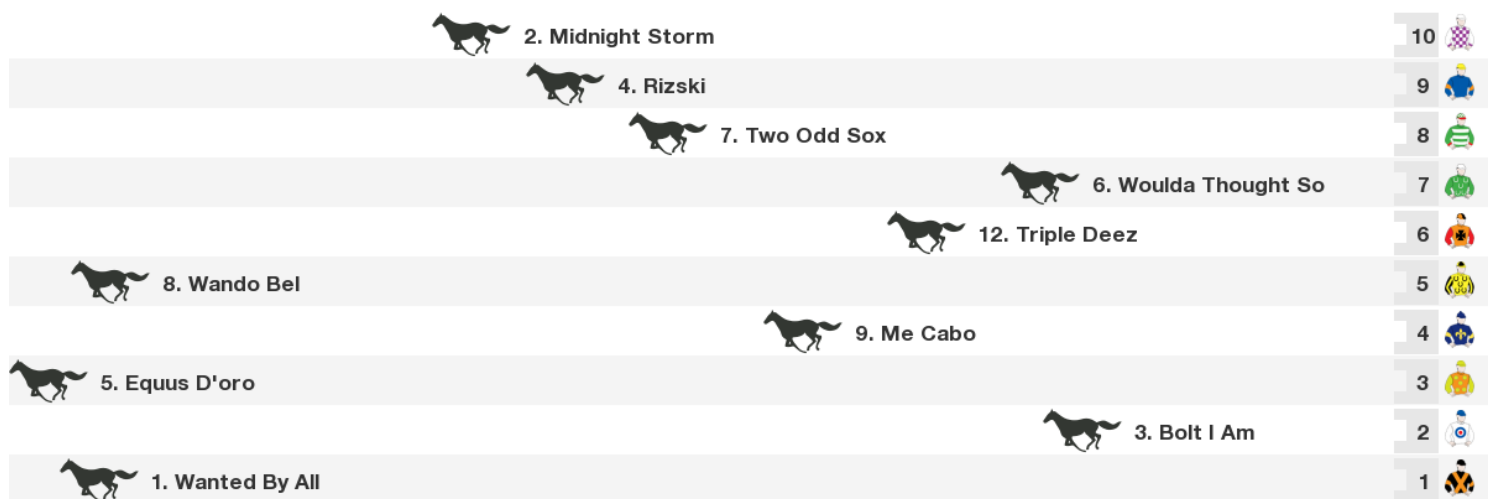 2. Midnight Storm 10
4. Rizski 9
7. Two Odd Sox 8
6. Woulda Thought So 7
12. Triple Deez 6
8. Wando Bel 5
9. Me Cabo 4
5. Equus D'oro 3
3. Bolt I Am 2
1. Wanted By All 1